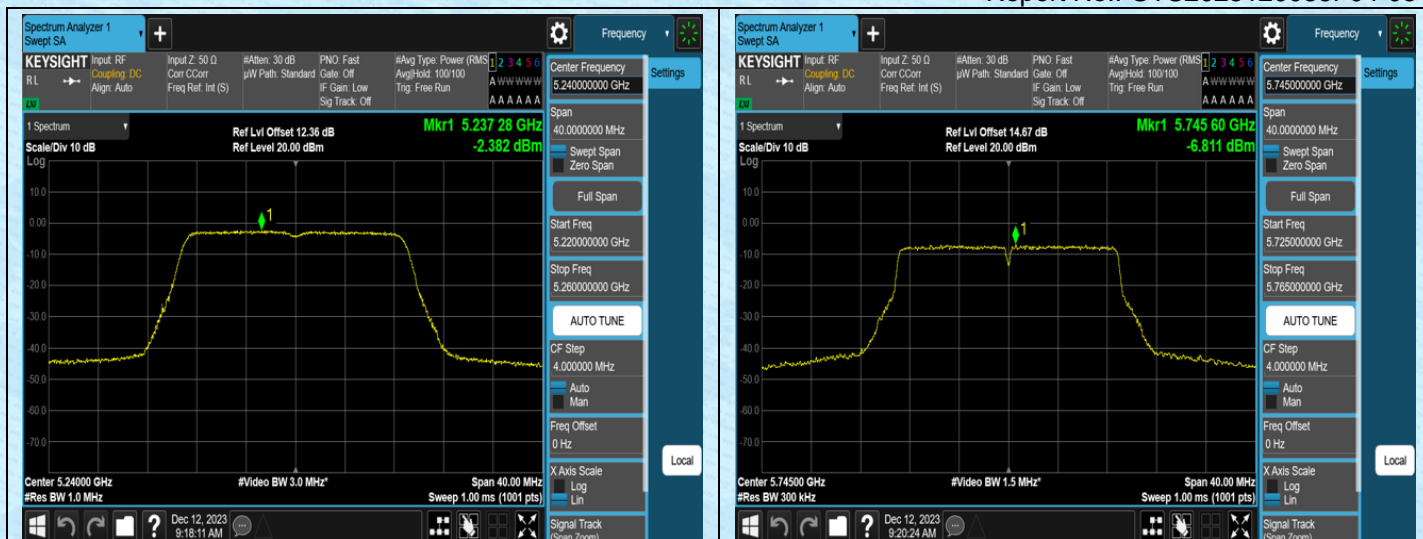 Spectrum Analyzer 1
Swept SA
+
Frequency
KEYSIGHT
Input: RF
Input Z: 50 Ω
#Atten: 30 dB
PNO: Fast
#Avg Type: Power (RMS
1 2 3 4 5 6
R L
Coupling: DC
Corr CCorr
µW Path: Standard
Gate: Off
Avg|Hold: 100/100
A W W W W W
Align: Auto
Freq Ref: Int (S)
IF Gain: Low
Trig: Free Run
Sig Track: Off
A A A A A A
1 Spectrum
Ref Lvl Offset 12.36 dB
Mkr1 5.237 28 GHz
Scale/Div 10 dB
Ref Level 20.00 dBm
-2.382 dBm
Log
10.0
0.00
-10.0
-20.0
-30.0
-40.0
-50.0
-60.0
-70.0
1
Center 5.24000 GHz
#Video BW 3.0 MHz*
Span 40.00 MHz
#Res BW 1.0 MHz
Sweep 1.00 ms (1001 pts)
?
Dec 12, 2023
9:18:11 AM
Center Frequency
5.240000000 GHz
Settings
Span
40.0000000 MHz
Swept Span
Zero Span
Full Span
Start Freq
5.220000000 GHz
Stop Freq
5.260000000 GHz
AUTO TUNE
CF Step
4.000000 MHz
Auto
Man
Freq Offset
0 Hz
X Axis Scale
Log
Lin
Local
Signal Track
(Span Zoom)
Spectrum Analyzer 1
Swept SA
+
Frequency
KEYSIGHT
Input: RF
Input Z: 50 Ω
#Atten: 30 dB
PNO: Fast
#Avg Type: Power (RMS
1 2 3 4 5 6
R L
Coupling: DC
Corr CCorr
µW Path: Standard
Gate: Off
Avg|Hold: 100/100
A W W W W W
Align: Auto
Freq Ref: Int (S)
IF Gain: Low
Trig: Free Run
Sig Track: Off
A A A A A A
1 Spectrum
Ref Lvl Offset 14.67 dB
Mkr1 5.745 60 GHz
Scale/Div 10 dB
Ref Level 20.00 dBm
-6.811 dBm
Log
10.0
0.00
-10.0
-20.0
-30.0
-40.0
-50.0
-60.0
-70.0
1
Center 5.74500 GHz
#Video BW 1.5 MHz*
Span 40.00 MHz
#Res BW 300 kHz
Sweep 1.00 ms (1001 pts)
?
Dec 12, 2023
9:20:24 AM
Center Frequency
5.745000000 GHz
Settings
Span
40.0000000 MHz
Swept Span
Zero Span
Full Span
Start Freq
5.725000000 GHz
Stop Freq
5.765000000 GHz
AUTO TUNE
CF Step
4.000000 MHz
Auto
Man
Freq Offset
0 Hz
X Axis Scale
Log
Lin
Local
Signal Track
(Span Zoom)